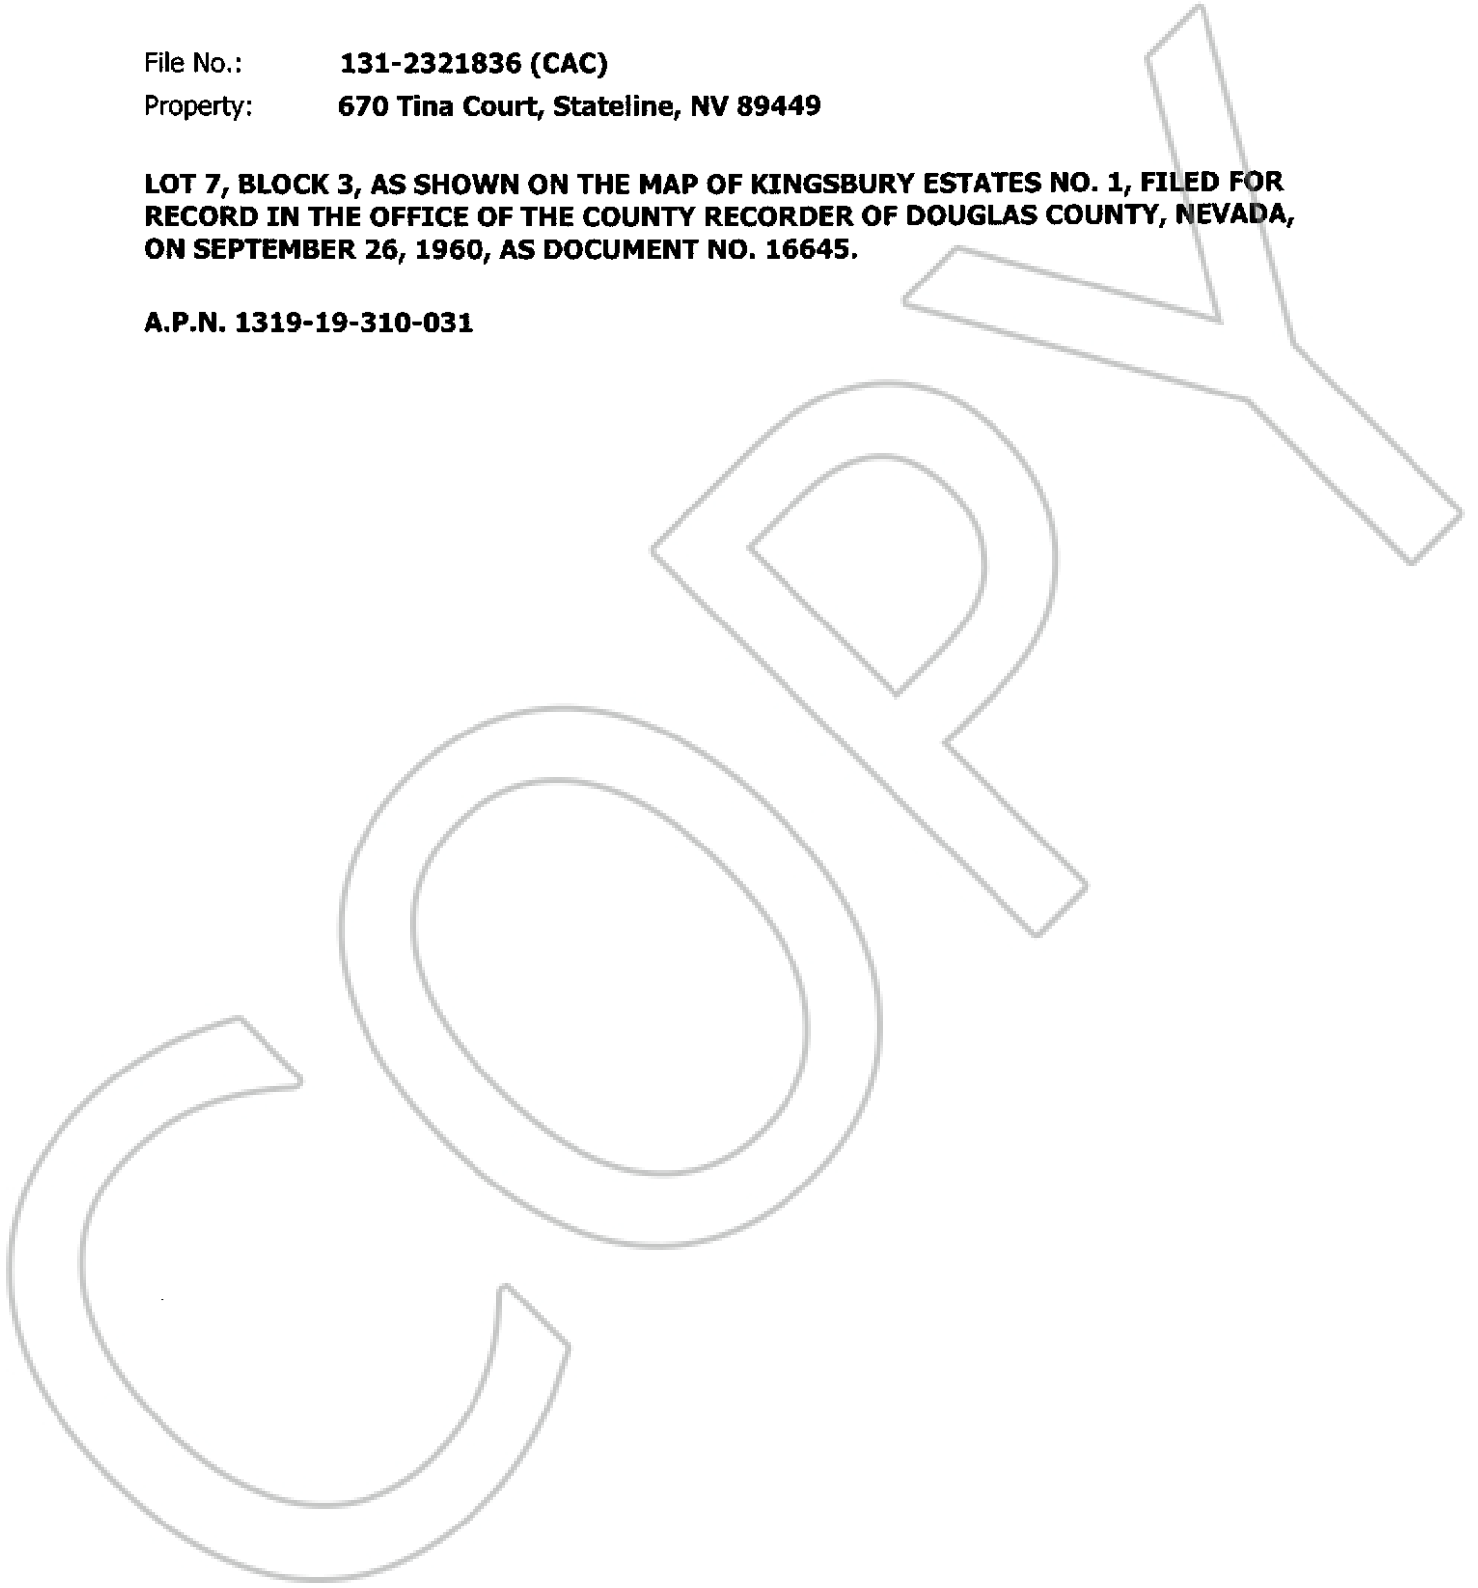 File No.: 131-2321836 (CAC)
Property: 670 Tina Court, Stateline, NV 89449
LOT 7, BLOCK 3, AS SHOWN ON THE MAP OF KINGSBURY ESTATES NO. 1, FILED FOR
RECORD IN THE OFFICE OF THE COUNTY RECORDER OF DOUGLAS COUNTY, NEVADA,
ON SEPTEMBER 26, 1960, AS DOCUMENT NO. 16645.
A.P.N. 1319-19-310-031
COPY